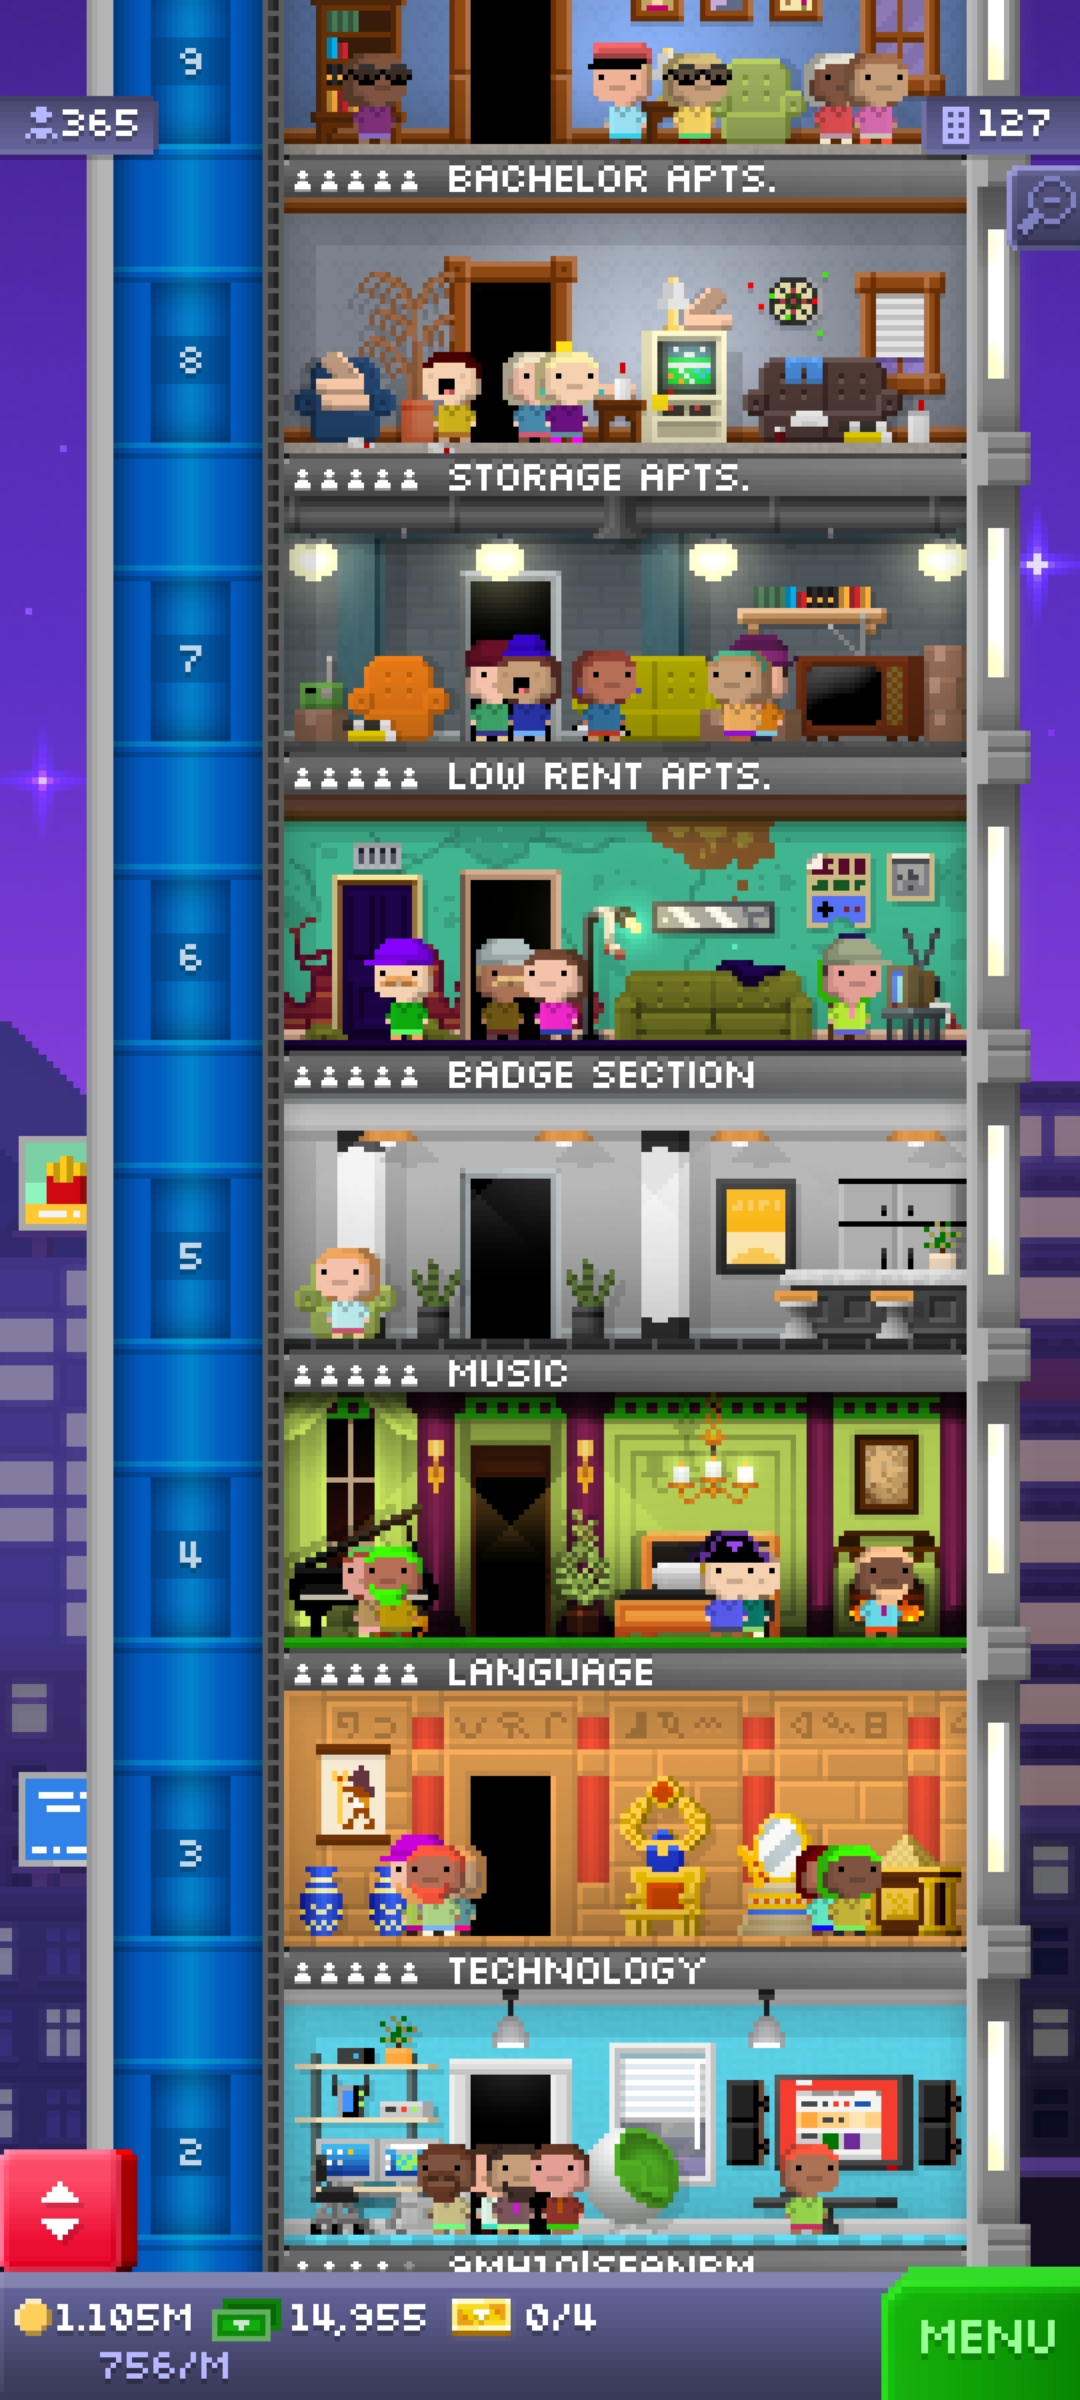 9
365
127
BACHELOR APTS.
8
STORAGE APTS.
7
LOW RENT APTS.
6
BADGE SECTION
5
MUSIC
4
LANGUAGE
3
TECHNOLOGY
2
1.105M 14,955 0/4
756/M
MENU